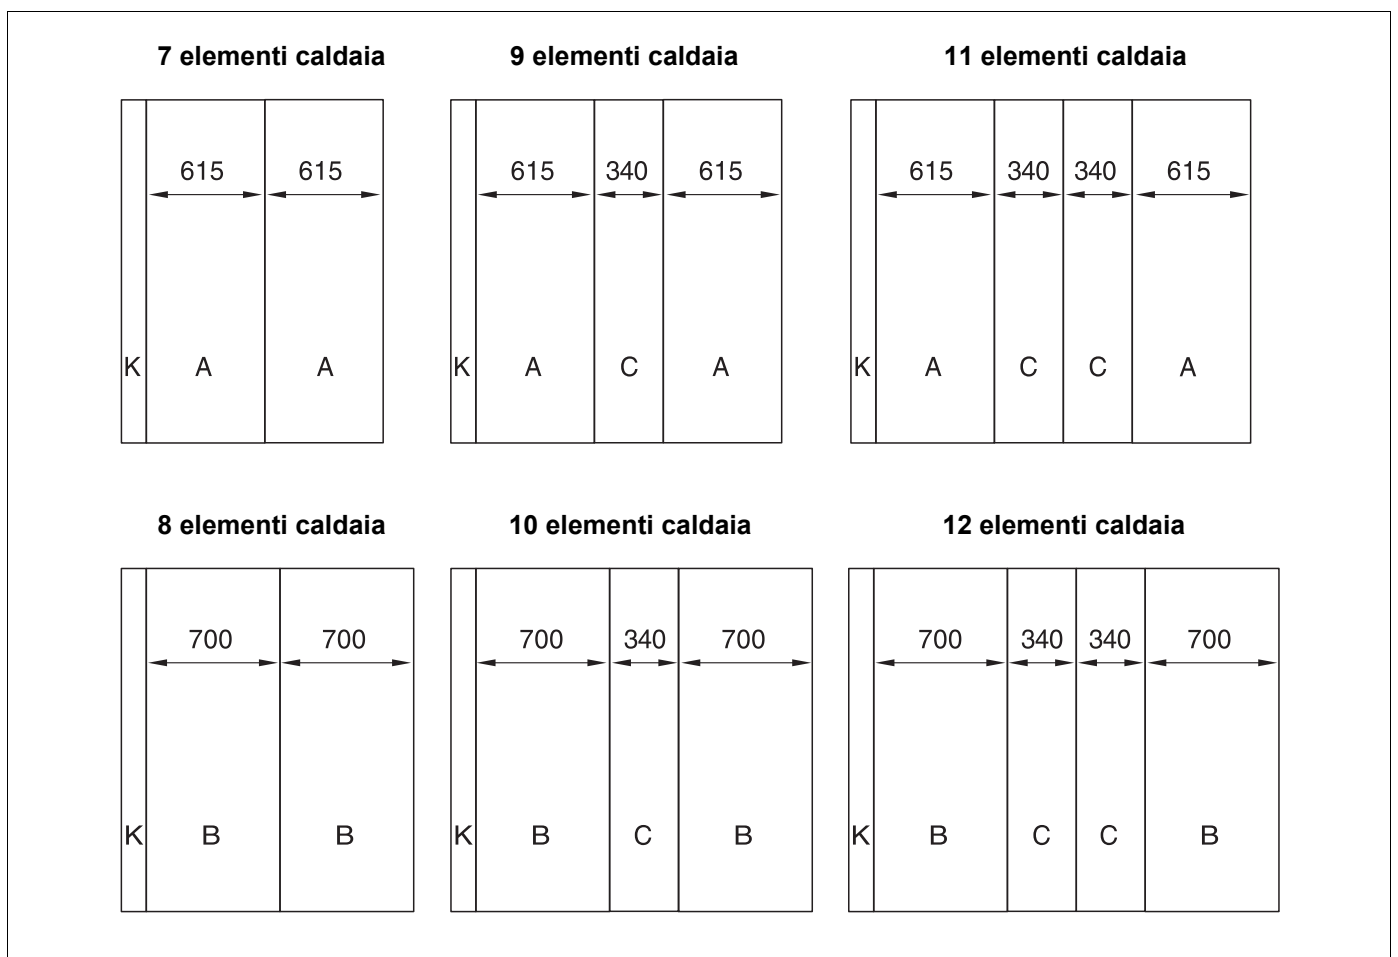 7 elementi caldaia
9 elementi caldaia
11 elementi caldaia
615 615
615 340 615
615 340 340 615
K A A
K A C A
K A C C A
8 elementi caldaia
10 elementi caldaia
12 elementi caldaia
700 700
700 340 700
700 340 340 700
K B B
K B C B
K B C C B